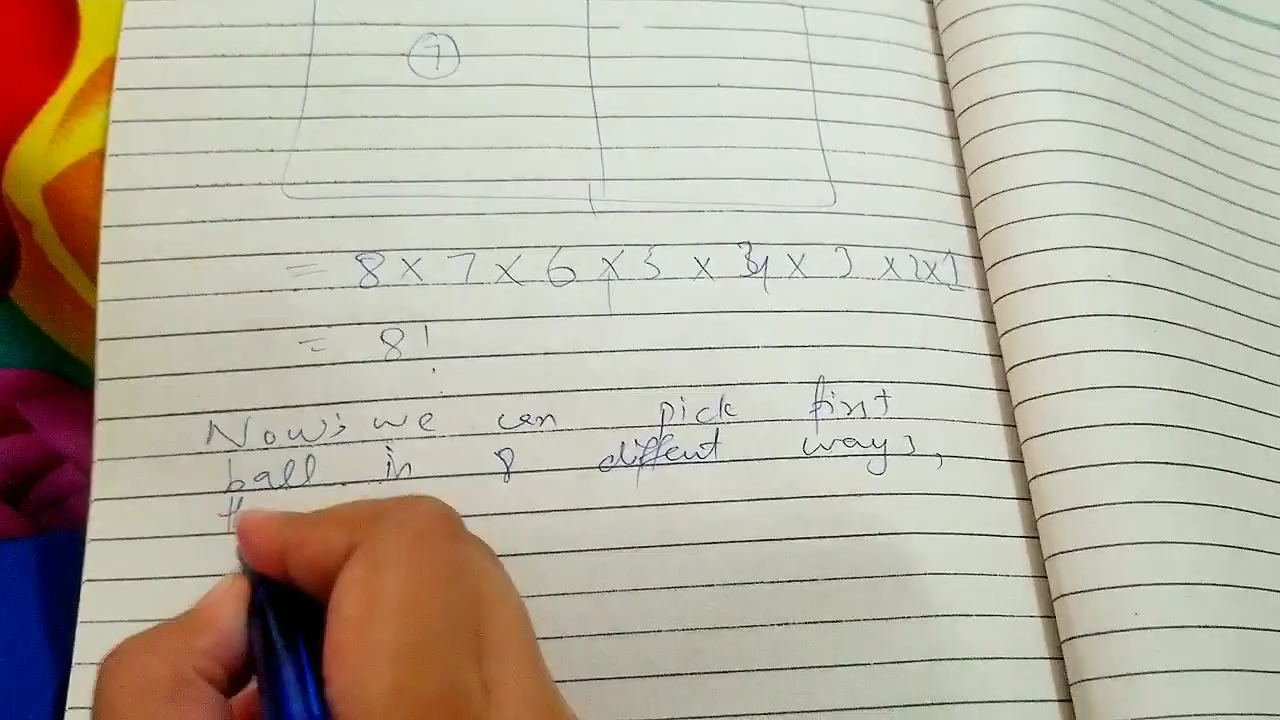 7
= 8 × 7 × 6 × 5 × 4 × 3 × 2 × 1
= 8!
Now, we can pick first
ball in 8 different ways,